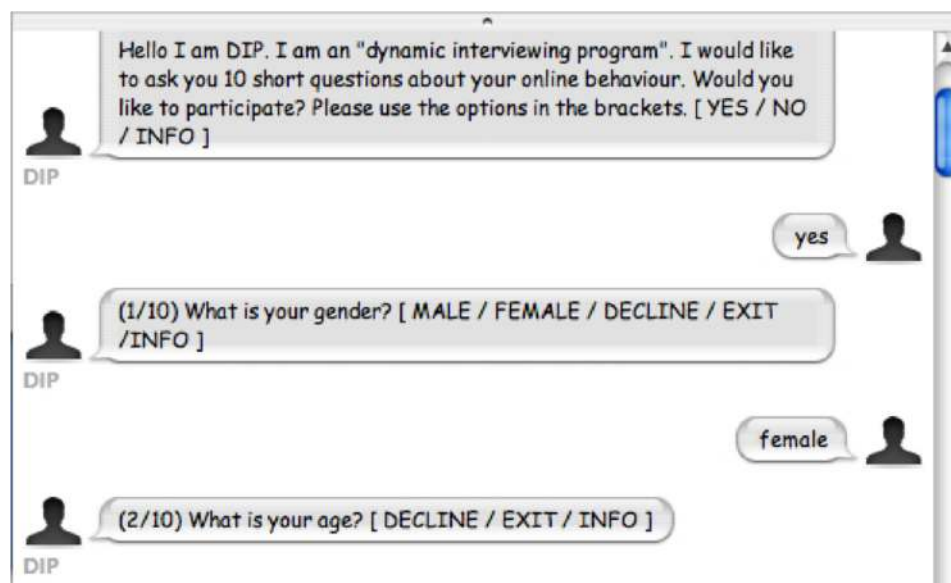 Hello I am DIP. I am an "dynamic interviewing program". I would like
to ask you 10 short questions about your online behaviour. Would you
like to participate? Please use the options in the brackets. [ YES / NO
/ INFO ]
DIP
yes
(1/10) What is your gender? [ MALE / FEMALE / DECLINE / EXIT
/INFO ]
DIP
female
(2/10) What is your age? [ DECLINE / EXIT / INFO ]
DIP